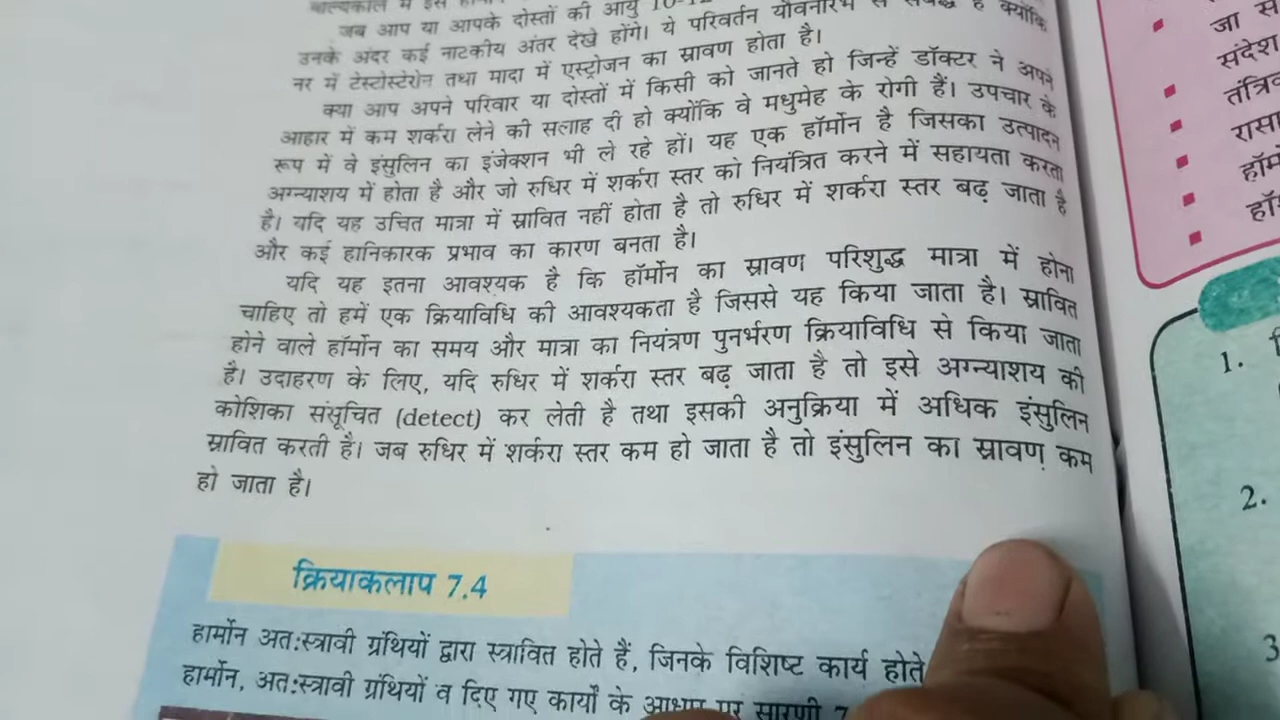 जब आप या आपके दोस्तों की आयु 10-1
उनके अंदर कई नाटकीय अंतर देखे होंगे। ये परिवर्तन यौवनारंभ से संबद्ध हैं क्योंकि
नर में टेस्टोस्टेरोन तथा मादा में एस्ट्रोजन का स्रावण होता है।
क्या आप अपने परिवार या दोस्तों में किसी को जानते हो जिन्हें डॉक्टर ने अपने
आहार में कम शर्करा लेने की सलाह दी हो क्योंकि वे मधुमेह के रोगी हैं। उपचार के
रूप में वे इंसुलिन का इंजेक्शन भी ले रहे हों। यह एक हॉर्मोन है जिसका उत्पादन
अग्न्याशय में होता है और जो रुधिर में शर्करा स्तर को नियंत्रित करने में सहायता करता
है। यदि यह उचित मात्रा में स्रावित नहीं होता है तो रुधिर में शर्करा स्तर बढ़ जाता है
और कई हानिकारक प्रभाव का कारण बनता है।
यदि यह इतना आवश्यक है कि हॉर्मोन का स्रावण परिशुद्ध मात्रा में होना
चाहिए तो हमें एक क्रियाविधि की आवश्यकता है जिससे यह किया जाता है। स्रावित
होने वाले हॉर्मोन का समय और मात्रा का नियंत्रण पुनर्भरण क्रियाविधि से किया जाता
है। उदाहरण के लिए, यदि रुधिर में शर्करा स्तर बढ़ जाता है तो इसे अग्न्याशय की
कोशिका संसूचित (detect) कर लेती है तथा इसकी अनुक्रिया में अधिक इंसुलिन
स्रावित करती है। जब रुधिर में शर्करा स्तर कम हो जाता है तो इंसुलिन का स्रावण कम
हो जाता है।
क्रियाकलाप 7.4
हार्मोन अत:स्त्रावी ग्रंथियों द्वारा स्त्रावित होते हैं, जिनके विशिष्ट कार्य होते
हार्मोन, अत:स्त्रावी ग्रंथियों व दिए गए कार्यों के आधार पर सारणी 7
जा स
संदेश
तंत्रिक
रासा
हॉर्मो
हॉ
1.
2.
3